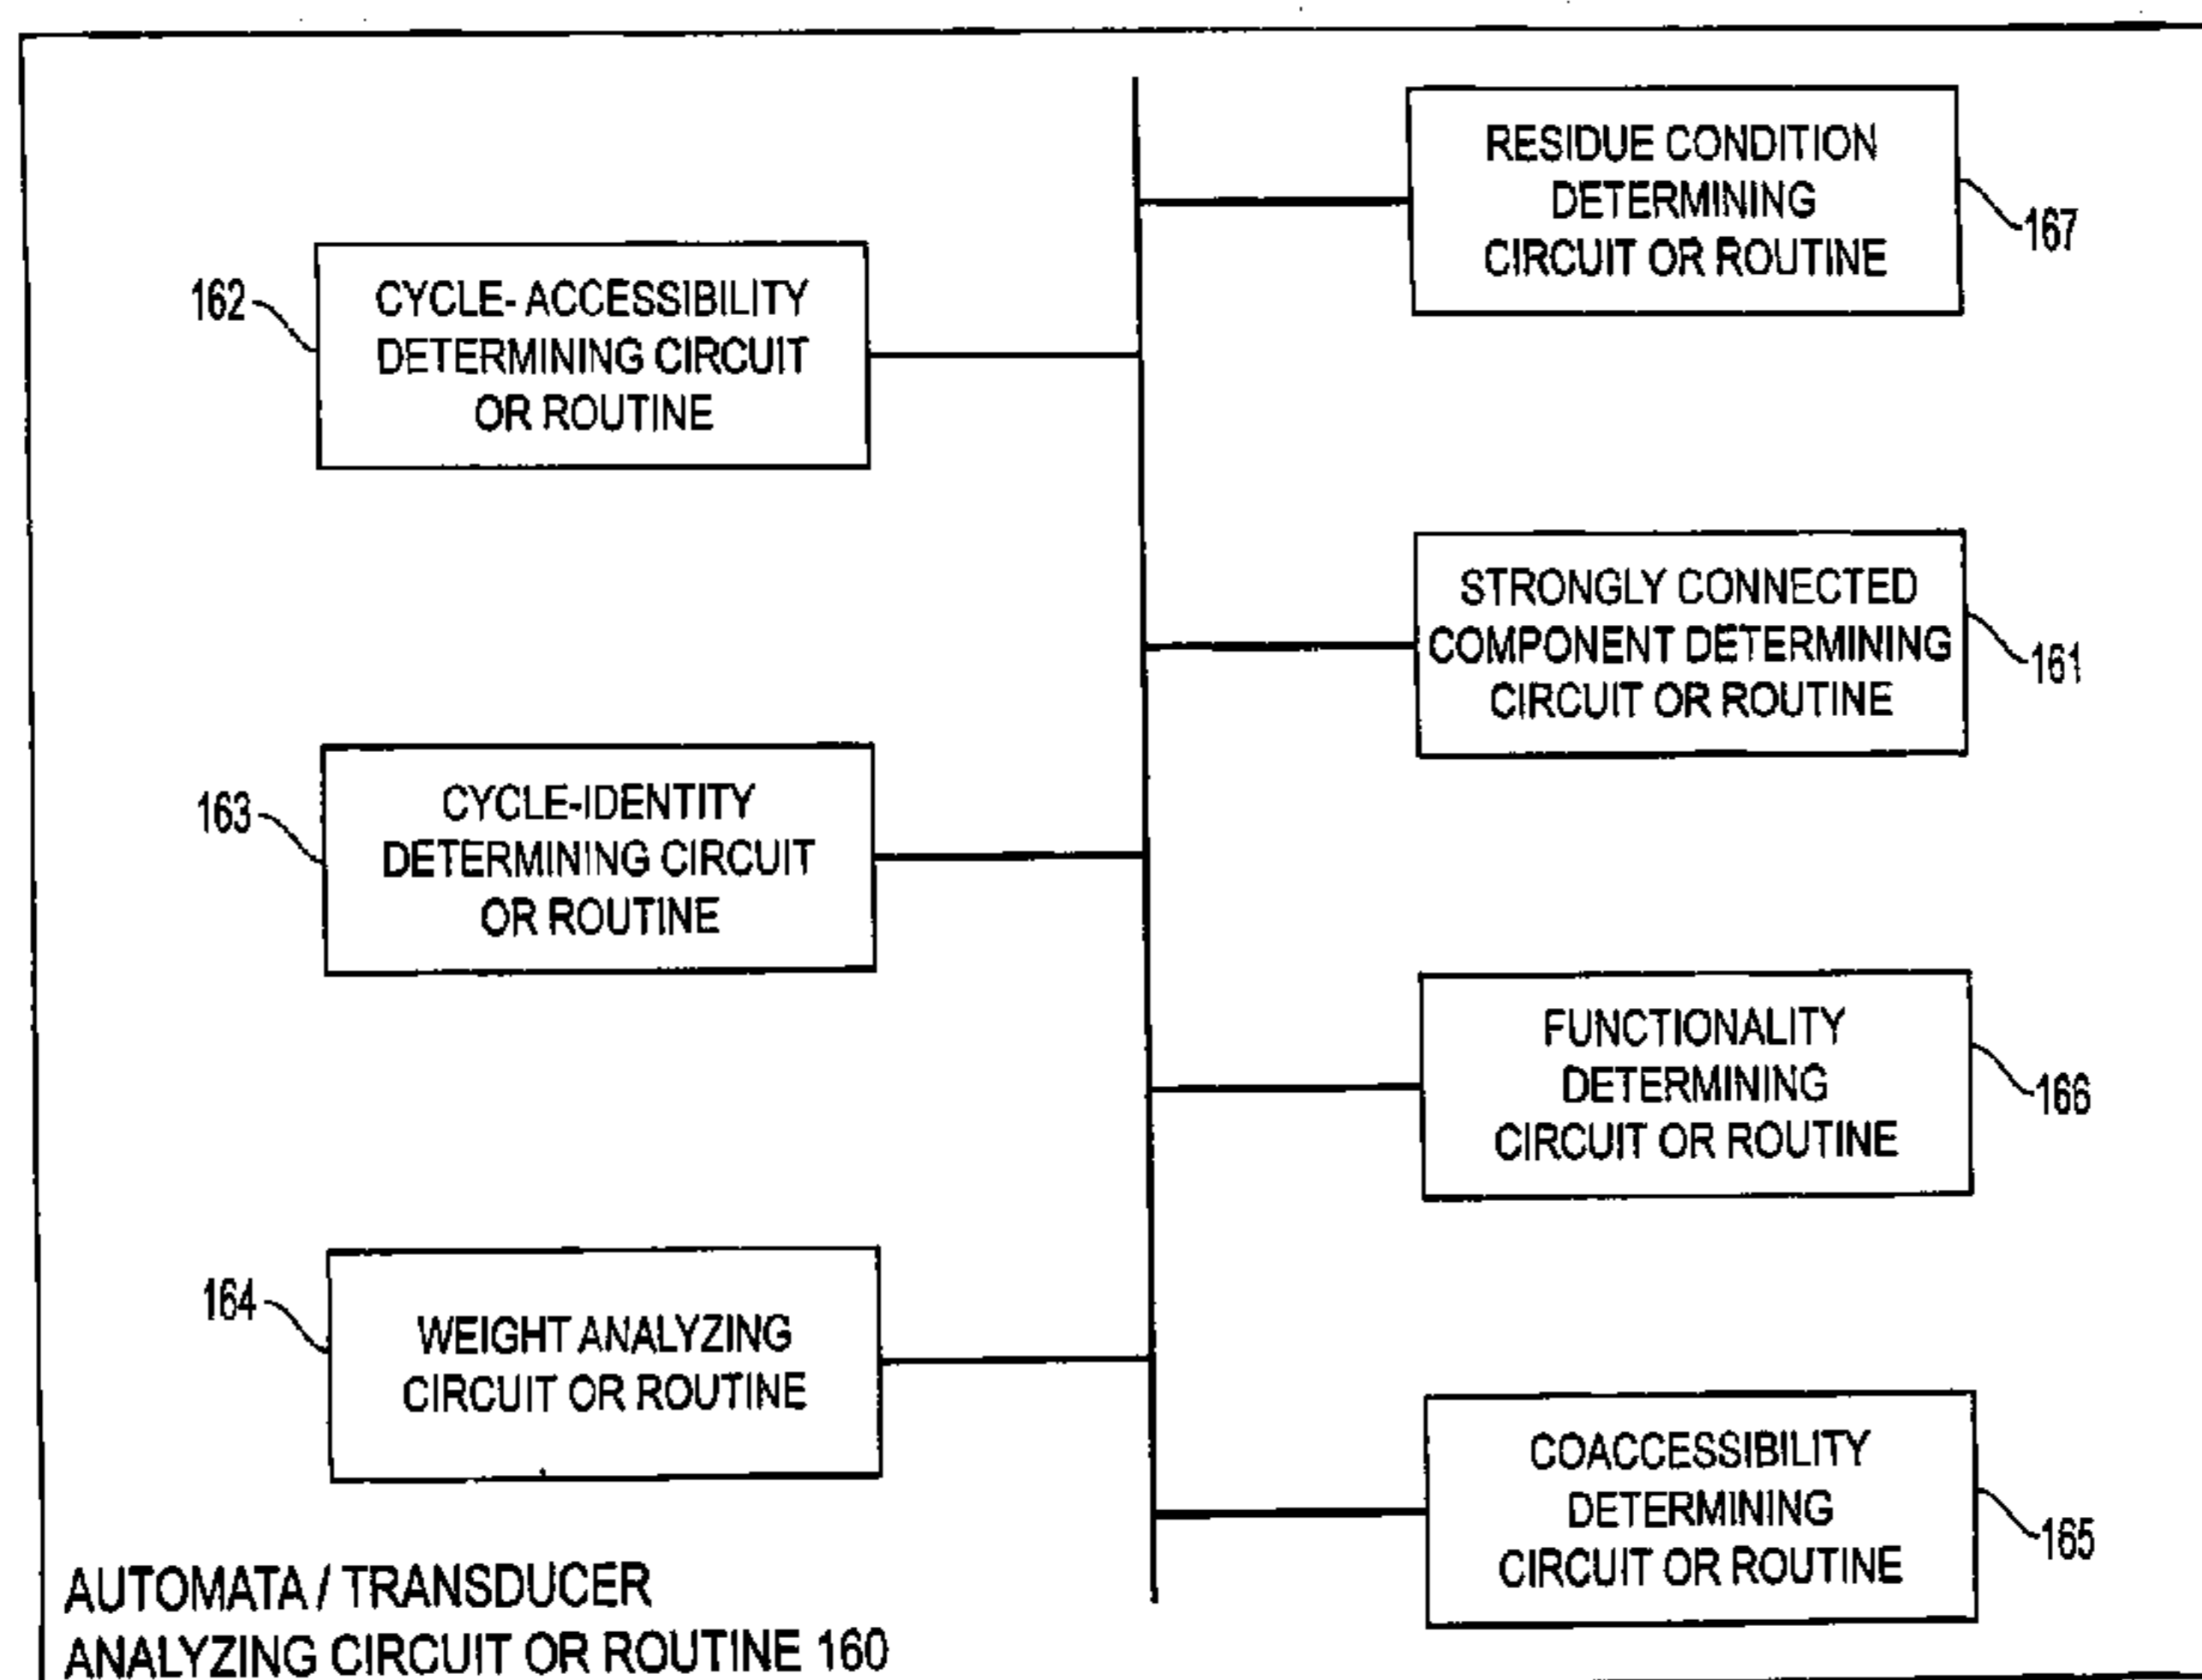 RESIDUE CONDITION
DETERMINING
CIRCUIT OR ROUTINE
167
162
CYCLE- ACCESSIBILITY
DETERMINING CIRCUIT
OR ROUTINE
STRONGLY CONNECTED
COMPONENT DETERMINING
CIRCUIT OR ROUTINE
161
163
CYCLE-IDENTITY
DETERMINING CIRCUIT
OR ROUTINE
FUNCTIONALITY
DETERMINING
CIRCUIT OR ROUTINE
166
164
WEIGHT ANALYZING
CIRCUIT OR ROUTINE
COACCESSIBILITY
DETERMINING
CIRCUIT OR ROUTINE
165
AUTOMATA / TRANSDUCER
ANALYZING CIRCUIT OR ROUTINE 160